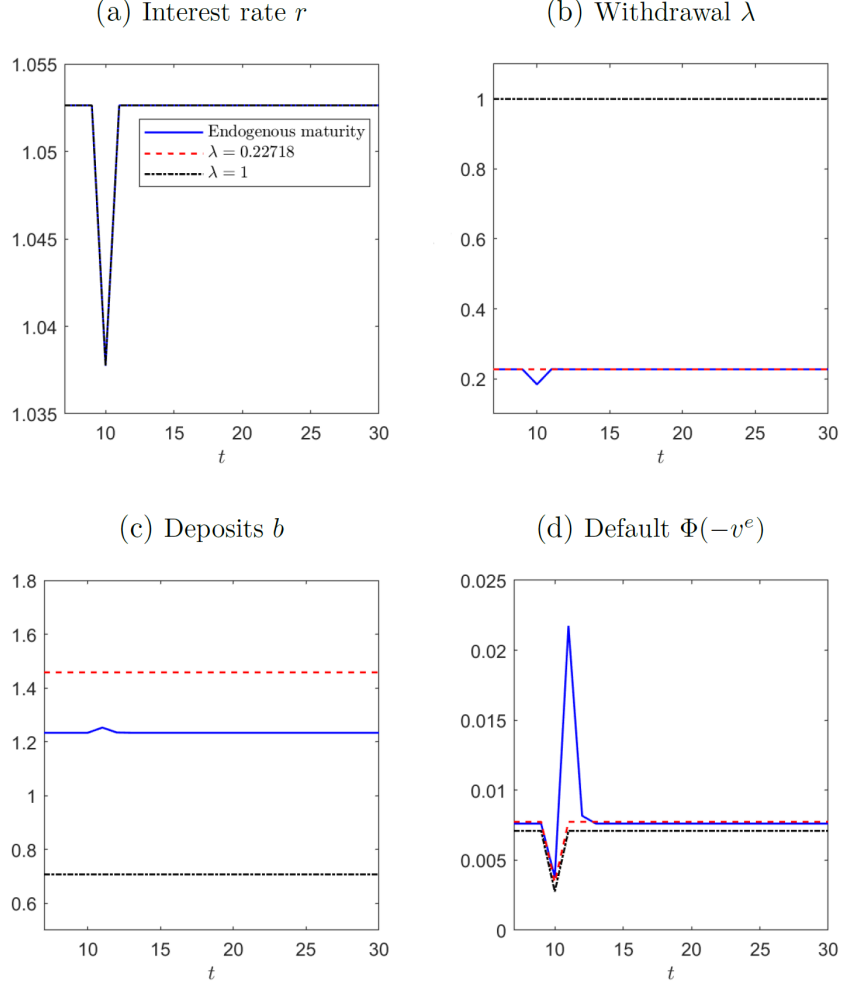 (a) Interest rate r
1.055
1.05
1.045
1.04
1.035
Endogenous maturity
λ = 0.22718
λ = 1
10 15 20 25 30
t
(b) Withdrawal λ
1
0.8
0.6
0.4
0.2
10 15 20 25 30
t
(c) Deposits b
1.8
1.6
1.4
1.2
1
0.8
0.6
10 15 20 25 30
t
(d) Default Φ(−vᵉ)
0.025
0.02
0.015
0.01
0.005
0
10 15 20 25 30
t